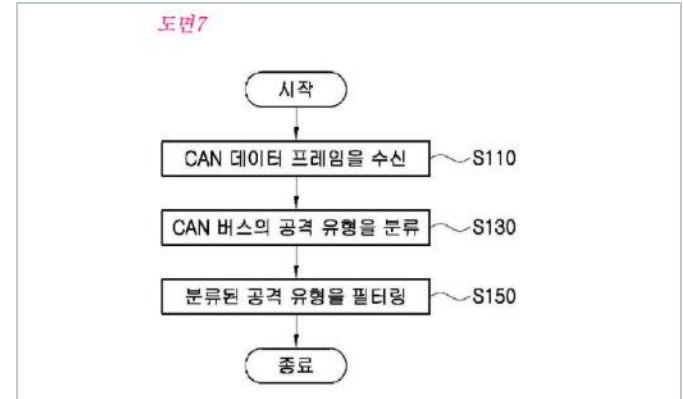 도면7
시작
CAN 데이터 프레임을 수신 S110
CAN 버스의 공격 유형을 분류 S130
분류된 공격 유형을 필터링 S150
종료